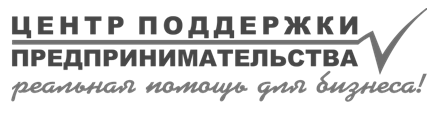 ЦЕНТР ПОДДЕРЖКИ
ПРЕДПРИНИМАТЕЛЬСТВА
реальная помощь для бизнеса!